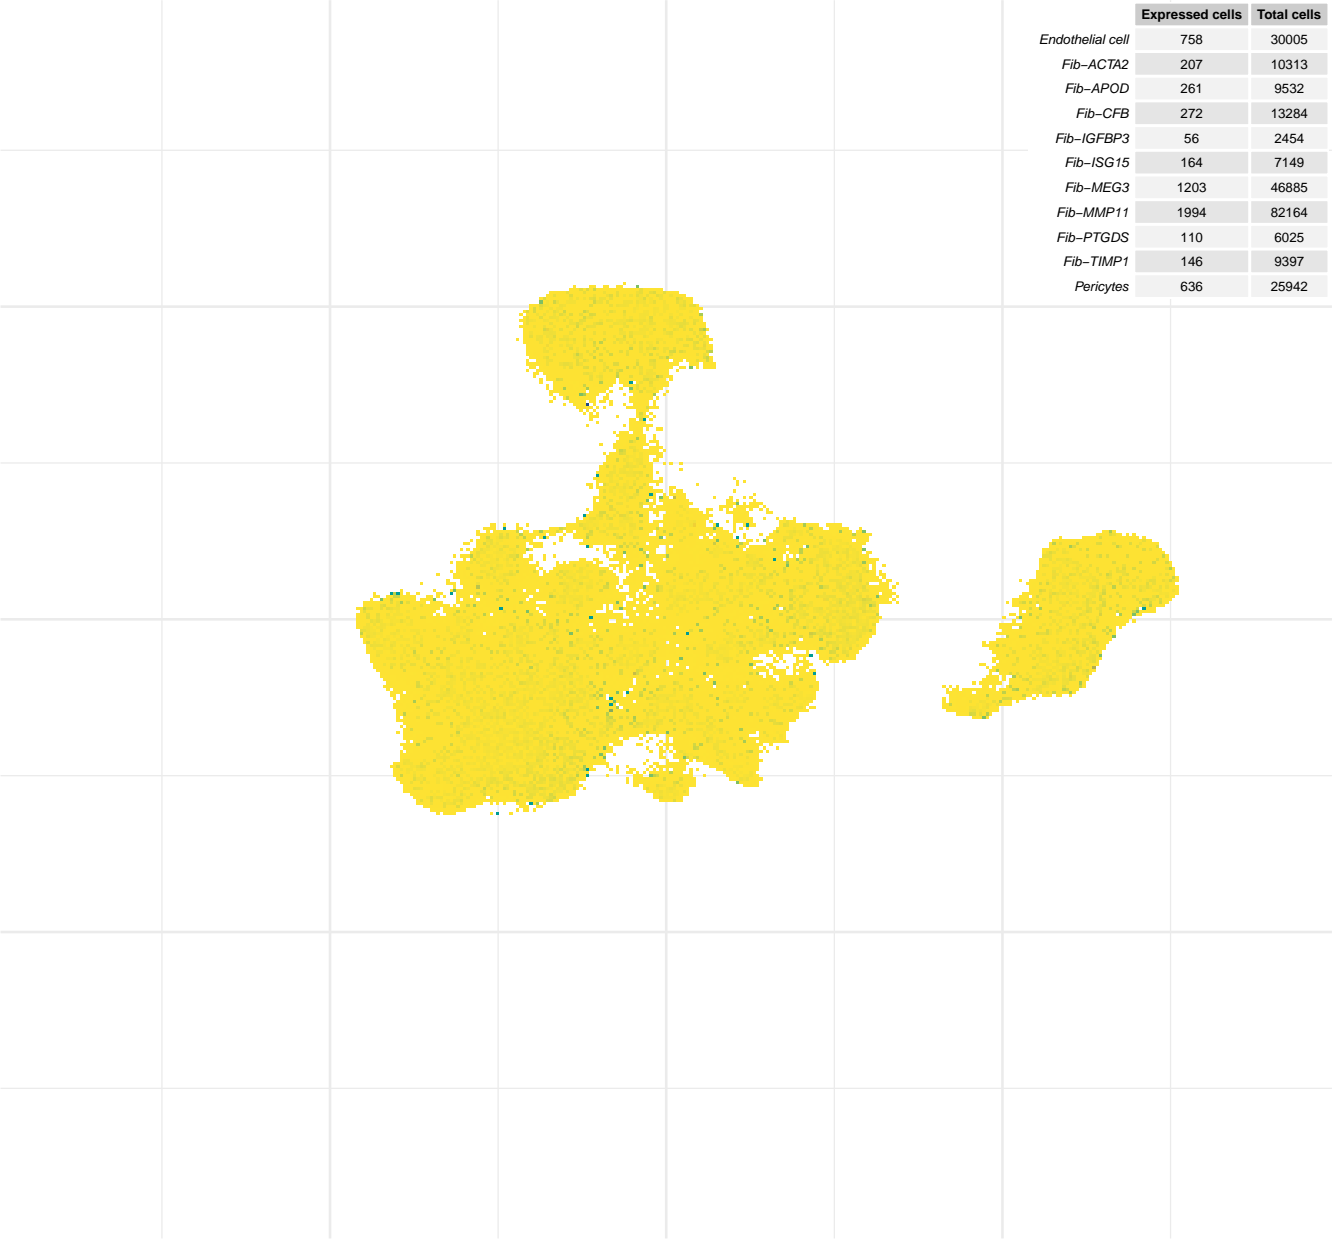 Expressed cells Total cells
Endothelial cell 758 30005
Fib−ACTA2 207 10313
Fib−APOD 261 9532
Fib−CFB 272 13284
Fib−IGFBP3 56 2454
Fib−ISG15 164 7149
Fib−MEG3 1203 46885
Fib−MMP11 1994 82164
Fib−PTGDS 110 6025
Fib−TIMP1 146 9397
Pericytes 636 25942